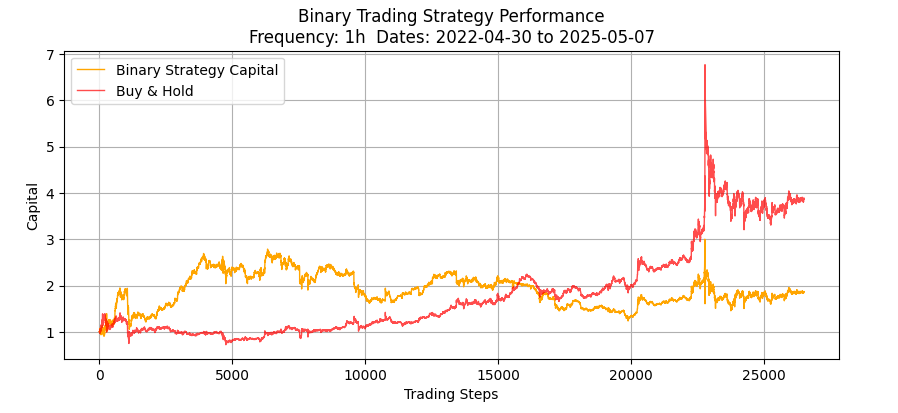 Binary Trading Strategy Performance
Frequency: 1h  Dates: 2022-04-30 to 2025-05-07
Binary Strategy Capital
Buy & Hold
Capital
7
6
5
4
3
2
1
0
5000
10000
15000
20000
25000
Trading Steps